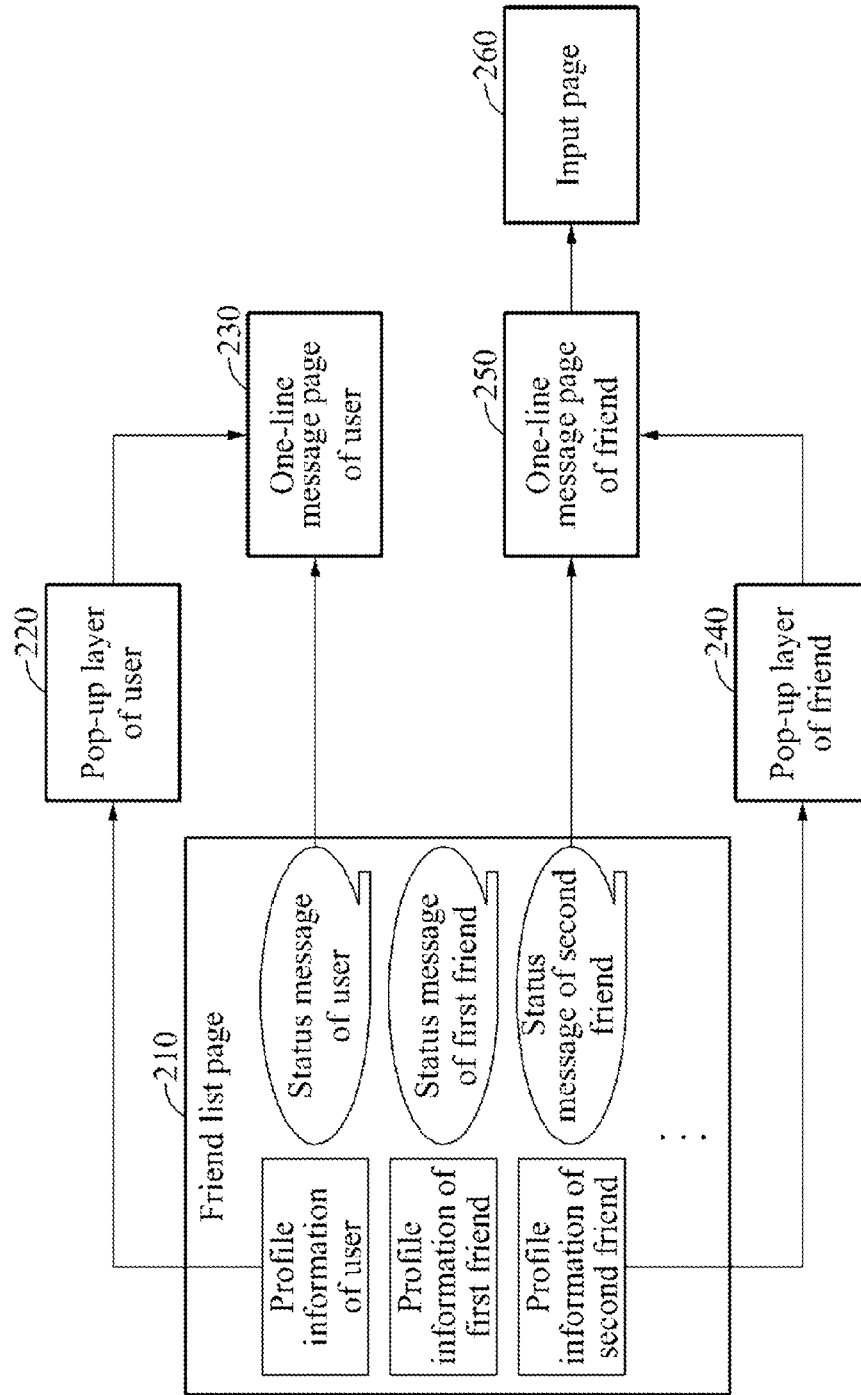 210
Friend list page
Profile
information
of user
Status message
of user
Profile
information of
first friend
Status message
of first friend
Profile
information of
second friend
Status
message of second
friend
. . .
220
Pop-up layer
of user
230
One-line
message page
of user
240
Pop-up layer
of friend
250
One-line
message page
of friend
260
Input page